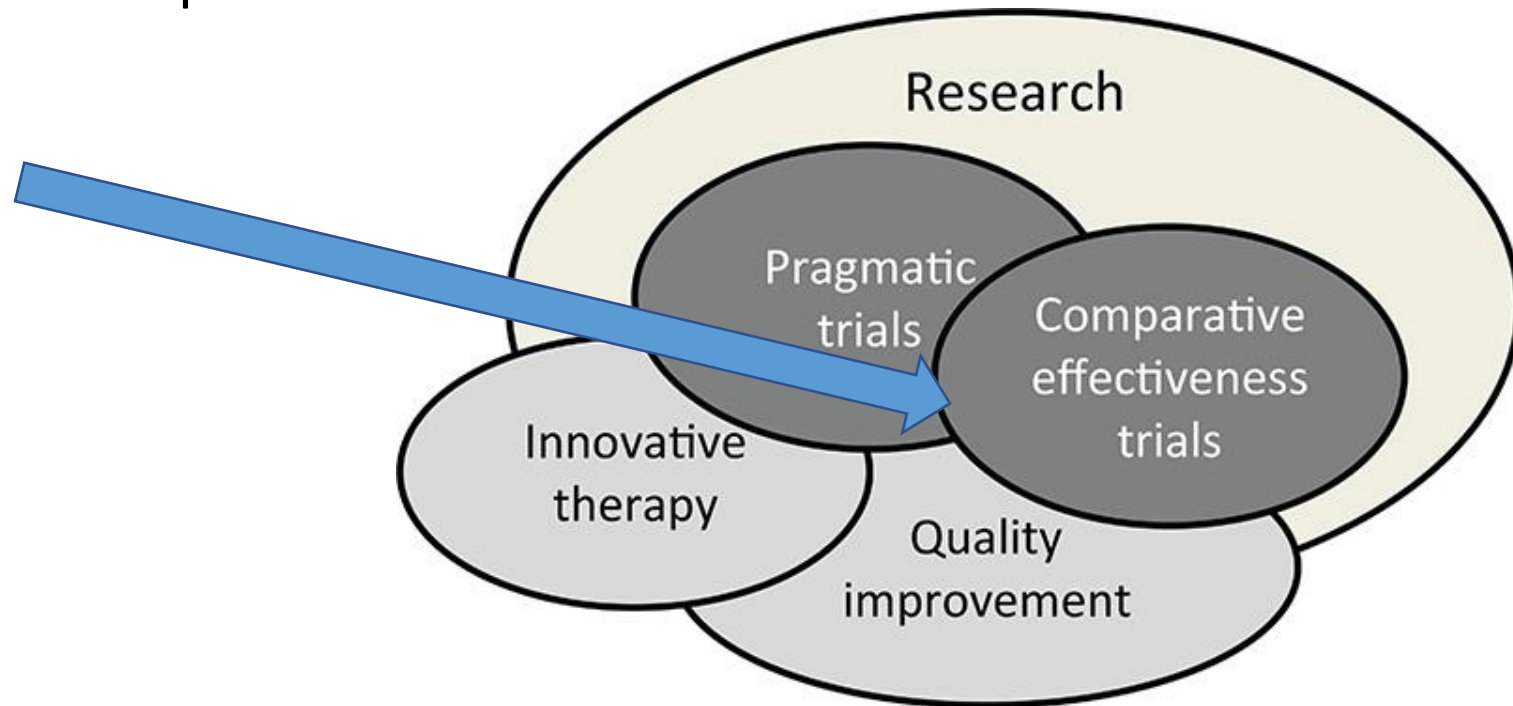 Research
Pragmatic
trials
Comparative
effectiveness
trials
Innovative
therapy
Quality
improvement